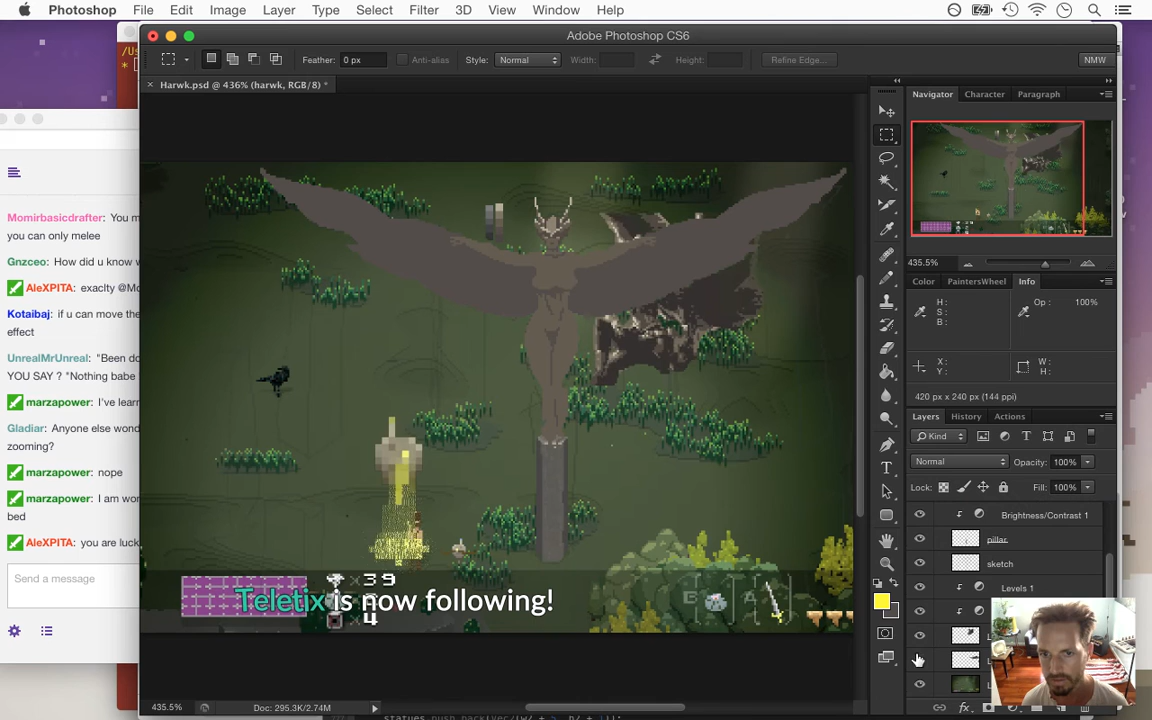 Photoshop File Edit Image Layer Type Select Filter 3D View Window Help
Adobe Photoshop CS6
Feather: 0 px Anti-alias Style: Normal Width: Height: Refine Edge... NMW
Harwk.psd @ 436% (harwk, RGB/8) *
Navigator Character Paragraph
435.5%
Color PaintersWheel Info
H: Op: 100%
S:
B:
X: W:
Y: H:
420 px x 240 px (144 ppi)
Layers History Actions
Kind
Normal Opacity: 100%
Lock: Fill: 100%
Brightness/Contrast 1
pillar
sketch
Levels 1
/Us
*
Momirbasicdrafter: You m
you can only melee
Gnzceo: How did u know w
AleXPITA: exaclty @Mo
Kotaibaj: if u can move the
effect
UnrealMrUnreal: "Been do
YOU SAY ? "Nothing babe
marzapower: I've learn
Gladiar: Anyone else wond
zooming?
marzapower: nope
marzapower: I am wor
bed
AleXPITA: you are luck
Send a message
x39
Teletix is now following!
x4
B A
435.5% Doc: 295.3K/2.74M